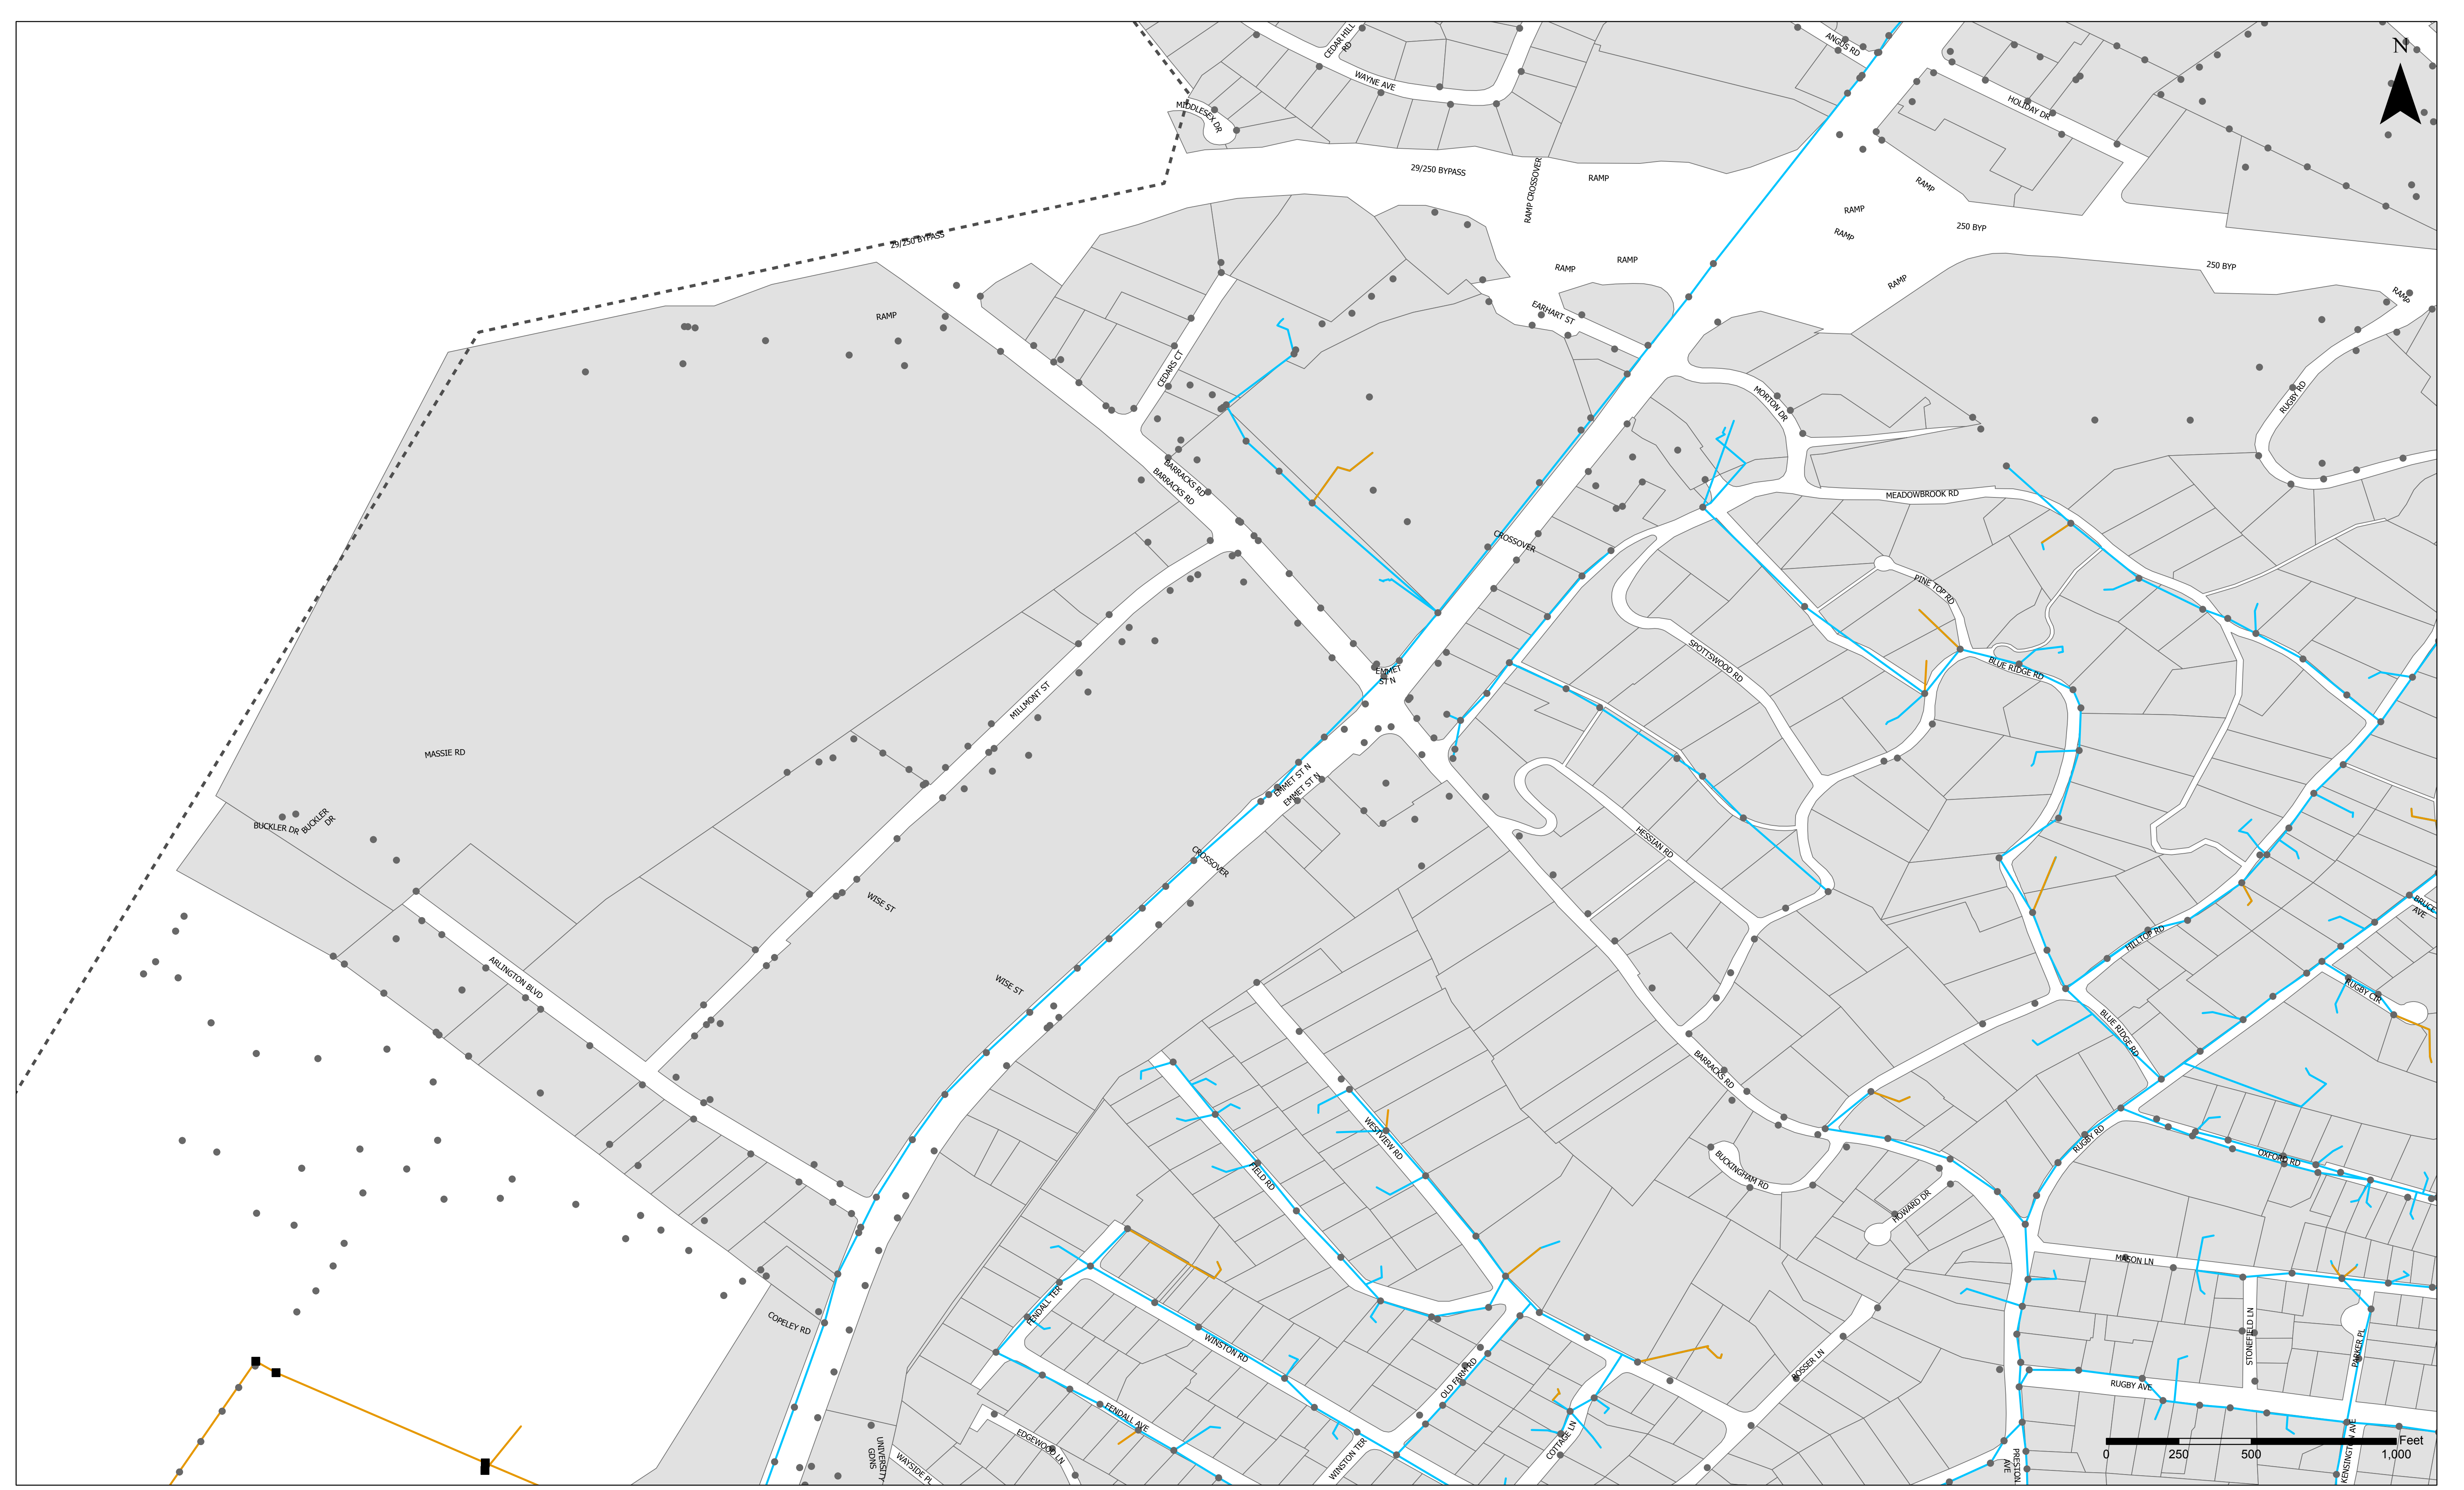 CEDAR HILL
RD
ANGUS RD
N
WAYNE AVE
MIDDLESEX DR
HOLIDAY DR
29/250 BYPASS
RAMP CROSSOVER
RAMP
RAMP
RAMP
RAMP
250 BYP
29/250 BYPASS
RAMP
RAMP
250 BYP
RAMP
RAMP
EARHART ST
RAMP
CEDARS CT
MORTON DR
RUGBY RD
BARRACKS RD
BARRACKS RD
MEADOWBROOK RD
CROSSOVER
PINE TOP RD
SPOTTSWOOD RD
BLUE RIDGE RD
EMMET
ST N
MILLMONT ST
MASSIE RD
EMMET ST N
EMMET ST N
BUCKLER DR
BUCKLER
DR
HESSIAN RD
CROSSOVER
WISE ST
BRUCE
AVE
HILLTOP RD
ARLINGTON BLVD
WISE ST
RUGBY CIR
BLUE RIDGE RD
BARRACKS RD
WESTVIEW RD
RUGBY RD
OXFORD RD
FIELD RD
BUCKINGHAM RD
HOWARD DR
MASON LN
FENDALL TER
COPELEY RD
WINSTON RD
STONEFIELD LN
PARKER PL
OLD FARM RD
ROSSER LN
RUGBY AVE
FENDALL AVE
EDGEWOOD LN
COTTAGE LN
UNIVERSITY
GDNS
WAYSIDE PL
WINSTON TER
PRESTON
AVE
KENSINGTON AVE
Feet
0 250 500 1,000